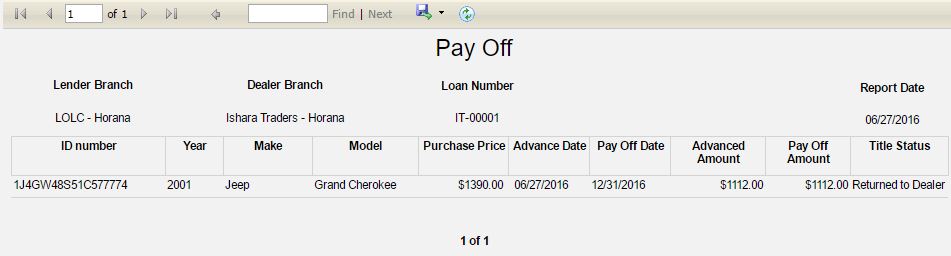 1 of 1 Find | Next
Pay Off
Lender Branch Dealer Branch Loan Number Report Date
LOLC - Horana Ishara Traders - Horana IT-00001 06/27/2016
ID number Year Make Model Purchase Price Advance Date Pay Off Date Advanced Amount Pay Off Amount Title Status
1J4GW48S51C577774 2001 Jeep Grand Cherokee $1390.00 06/27/2016 12/31/2016 $1112.00 $1112.00 Returned to Dealer
1 of 1